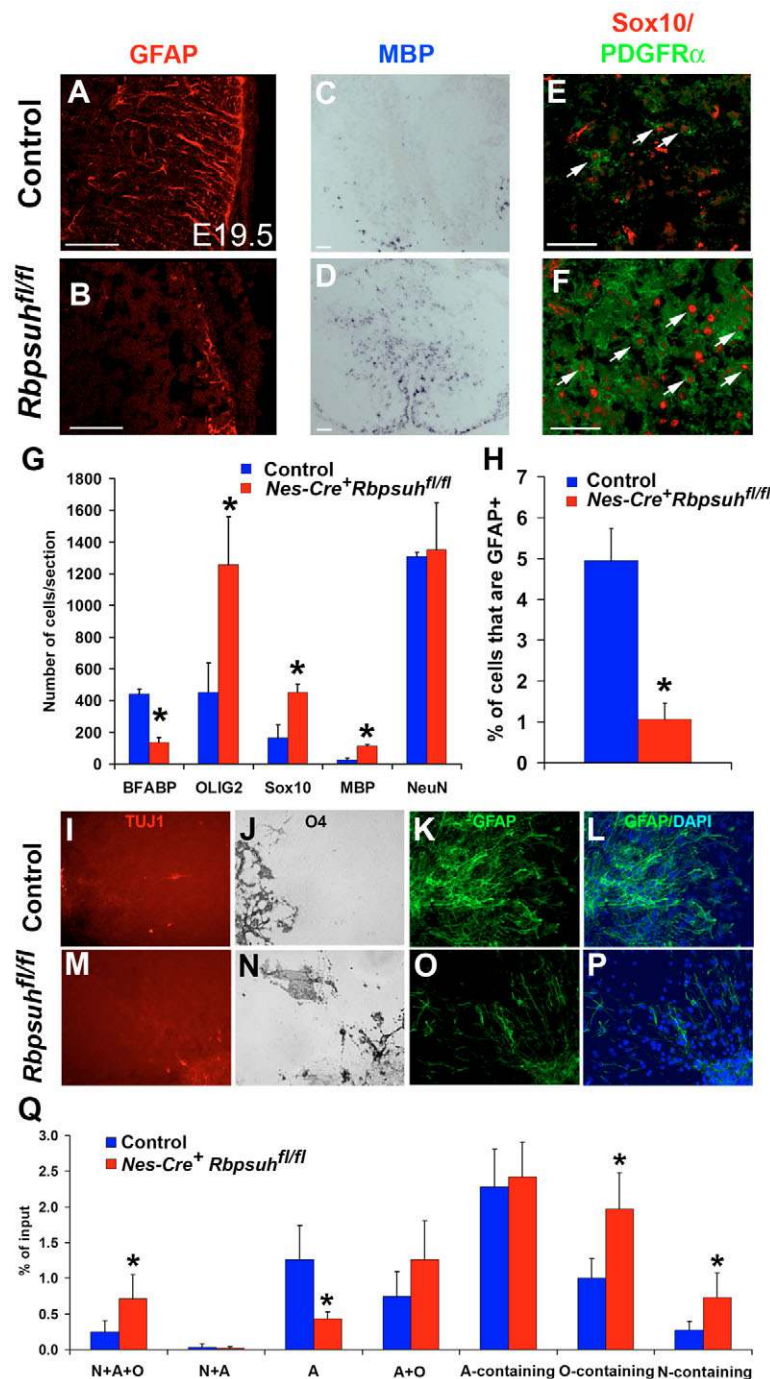 Sox10/
GFAP MBP PDGFRα
Control
A
E19.5
C
E
Rbpsuhfl/fl
B
D
F
G
Number of cells/section
1800
1600
1400
1200
1000
800
600
400
200
0
Control
Nes-Cre+Rbpsuhfl/fl
* * * *
BFABP OLIG2 Sox10 MBP NeuN
H
% of cells that are GFAP+
7
6
5
4
3
2
1
0
Control
Nes-Cre+Rbpsuhfl/fl
*
Control
I TUJ1
J O4
K GFAP
L GFAP/DAPI
Rbpsuhfl/fl
M
N
O
P
Q
% of input
3.0
2.5
2.0
1.5
1.0
0.5
0.0
Control
Nes-Cre+ Rbpsuhfl/fl
* * * *
N+A+O N+A A A+O A-containing O-containing N-containing